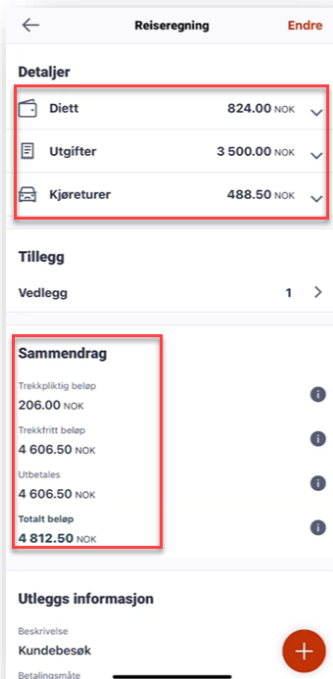 Reiseregning Endre
Detaljer
Diett 824.00 NOK
Utgifter 3 500.00 NOK
Kjøreturer 488.50 NOK
Tillegg
Vedlegg 1
Sammendrag
Trekkpliktig beløp
206.00 NOK
Trekkfritt beløp
4 606.50 NOK
Utbetales
4 606.50 NOK
Totalt beløp
4 812.50 NOK
Utleggs informasjon
Beskrivelse
Kundebesøk
Betalingsmåte